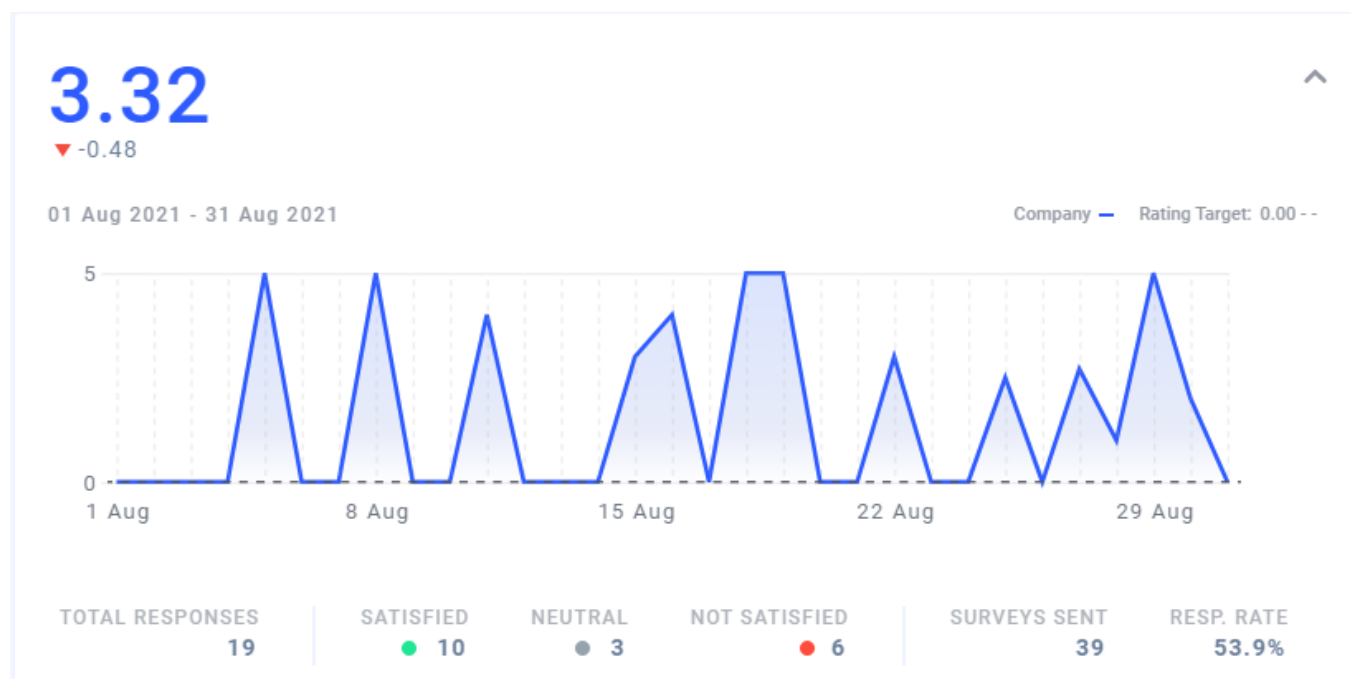 3.32
▼ -0.48
01 Aug 2021 - 31 Aug 2021
Company
Rating Target: 0.00 - -
5
0
1 Aug 8 Aug 15 Aug 22 Aug 29 Aug
TOTAL RESPONSES SATISFIED NEUTRAL NOT SATISFIED SURVEYS SENT RESP. RATE
19 10 3 6 39 53.9%